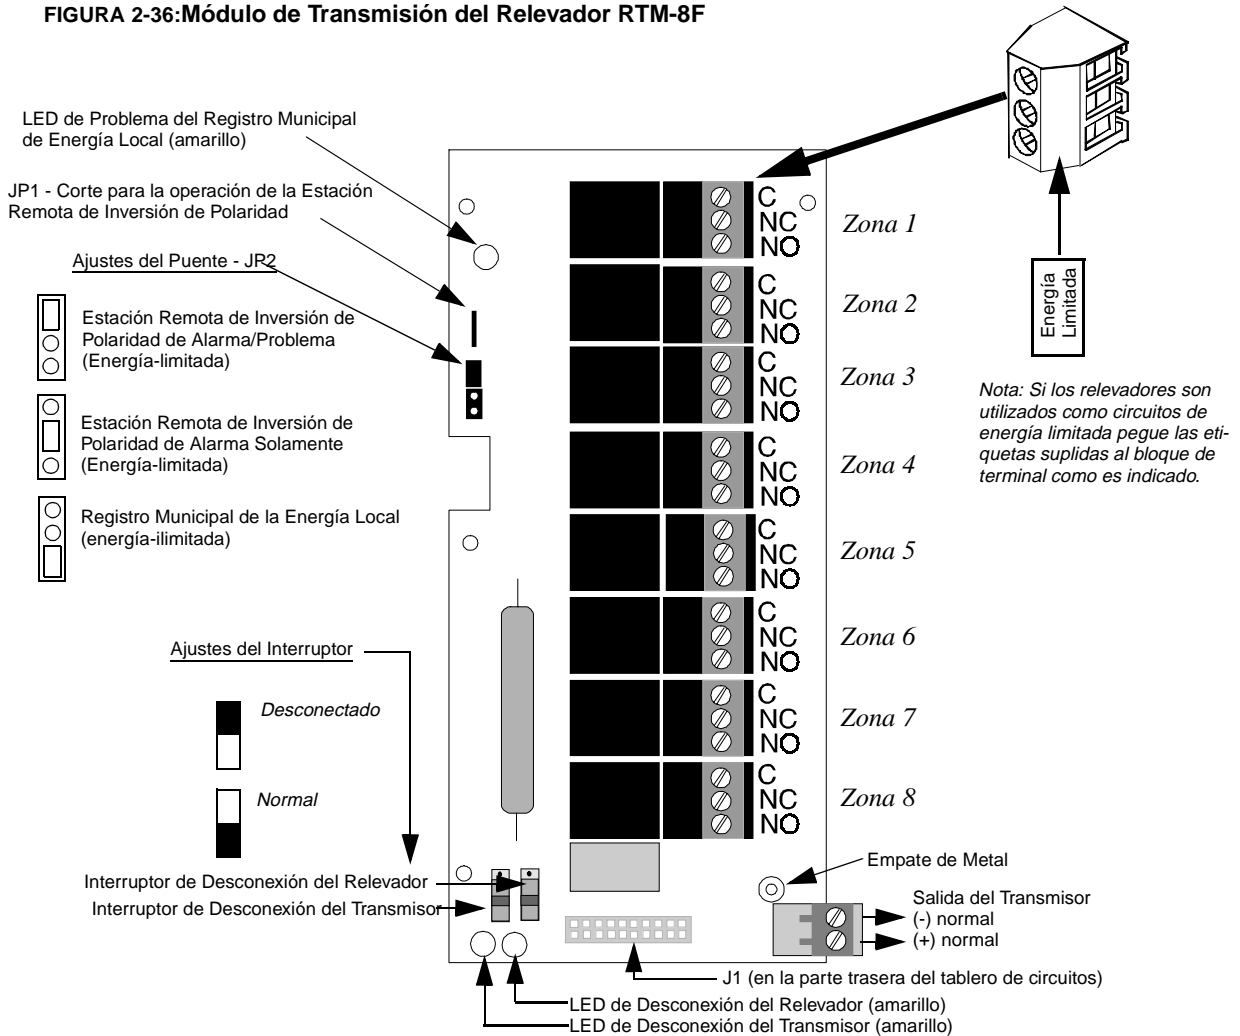 FIGURA 2-36:Módulo de Transmisión del Relevador RTM-8F
LED de Problema del Registro Municipal
de Energía Local (amarillo)
JP1 - Corte para la operación de la Estación
Remota de Inversión de Polaridad
Ajustes del Puente - JP2
Estación Remota de Inversión de
Polaridad de Alarma/Problema
(Energía-limitada)
Estación Remota de Inversión de
Polaridad de Alarma Solamente
(Energía-limitada)
Registro Municipal de la Energía Local
(energía-ilimitada)
Ajustes del Interruptor
Desconectado
Normal
Interruptor de Desconexión del Relevador
Interruptor de Desconexión del Transmisor
C
NC
NO
Zona 1
C
NC
NO
Zona 2
C
NC
NO
Zona 3
C
NC
NO
Zona 4
C
NC
NO
Zona 5
C
NC
NO
Zona 6
C
NC
NO
Zona 7
C
NC
NO
Zona 8
Energía
Limitada
Nota: Si los relevadores son
utilizados como circuitos de
energía limitada pegue las eti-
quetas suplidas al bloque de
terminal como es indicado.
Empate de Metal
Salida del Transmisor
(-) normal
(+) normal
J1 (en la parte trasera del tablero de circuitos)
LED de Desconexión del Relevador (amarillo)
LED de Desconexión del Transmisor (amarillo)